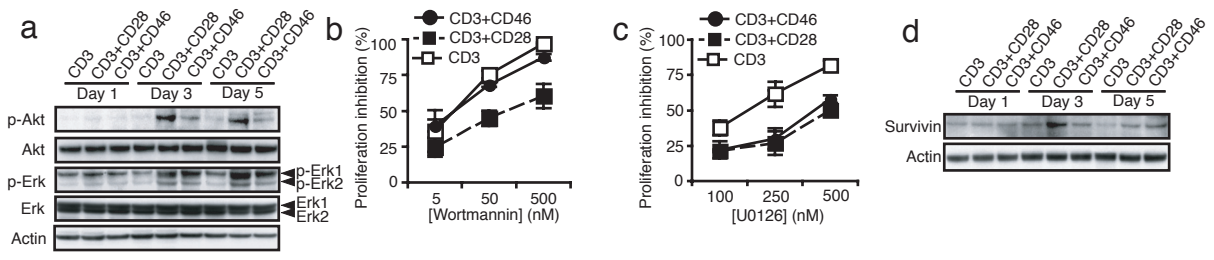 a
CD3 CD3+CD28 CD3+CD46 CD3 CD3+CD28 CD3+CD46 CD3 CD3+CD28 CD3+CD46
Day 1 Day 3 Day 5
p-Akt
Akt
p-Erk
p-Erk1
p-Erk2
Erk
Erk1
Erk2
Actin
b
CD3+CD46
CD3+CD28
CD3
Proliferation inhibition (%)
100
75
50
25
0
5 50 500
[Wortmannin] (nM)
c
CD3+CD46
CD3+CD28
CD3
Proliferation inhibition (%)
100
75
50
25
0
100 250 500
[U0126] (nM)
d
CD3 CD3+CD28 CD3+CD46 CD3 CD3+CD28 CD3+CD46 CD3 CD3+CD28 CD3+CD46
Day 1 Day 3 Day 5
Survivin
Actin